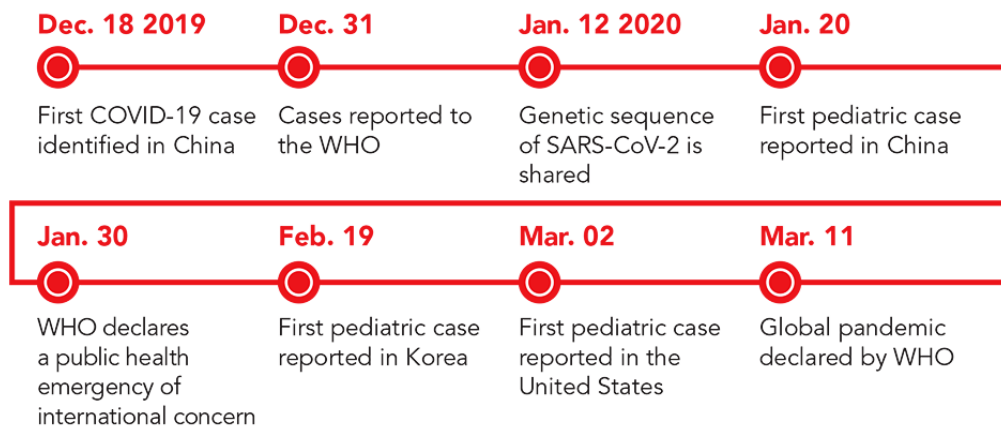 Dec. 18 2019
First COVID-19 case
identified in China
Dec. 31
Cases reported to
the WHO
Jan. 12 2020
Genetic sequence
of SARS-CoV-2 is
shared
Jan. 20
First pediatric case
reported in China
Jan. 30
WHO declares
a public health
emergency of
international concern
Feb. 19
First pediatric case
reported in Korea
Mar. 02
First pediatric case
reported in the
United States
Mar. 11
Global pandemic
declared by WHO